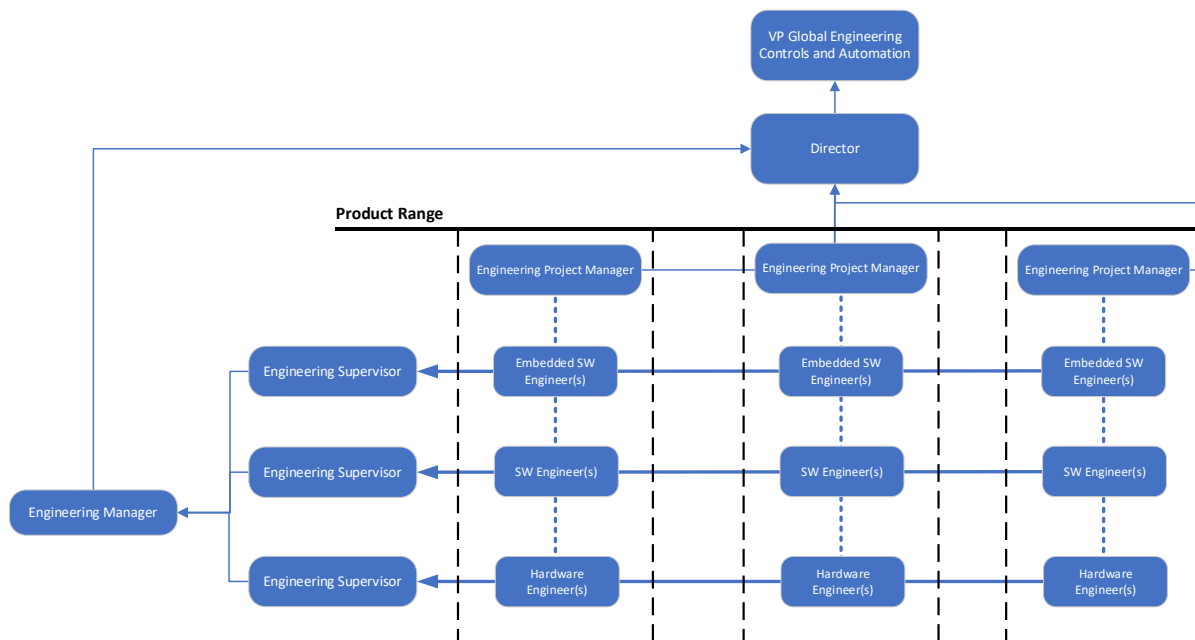 VP Global Engineering
Controls and Automation
Director
Product Range
Engineering Project Manager
Engineering Project Manager
Engineering Project Manager
Engineering Supervisor
Embedded SW
Engineer(s)
Embedded SW
Engineer(s)
Embedded SW
Engineer(s)
Engineering Supervisor
SW Engineer(s)
SW Engineer(s)
SW Engineer(s)
Engineering Manager
Engineering Supervisor
Hardware
Engineer(s)
Hardware
Engineer(s)
Hardware
Engineer(s)